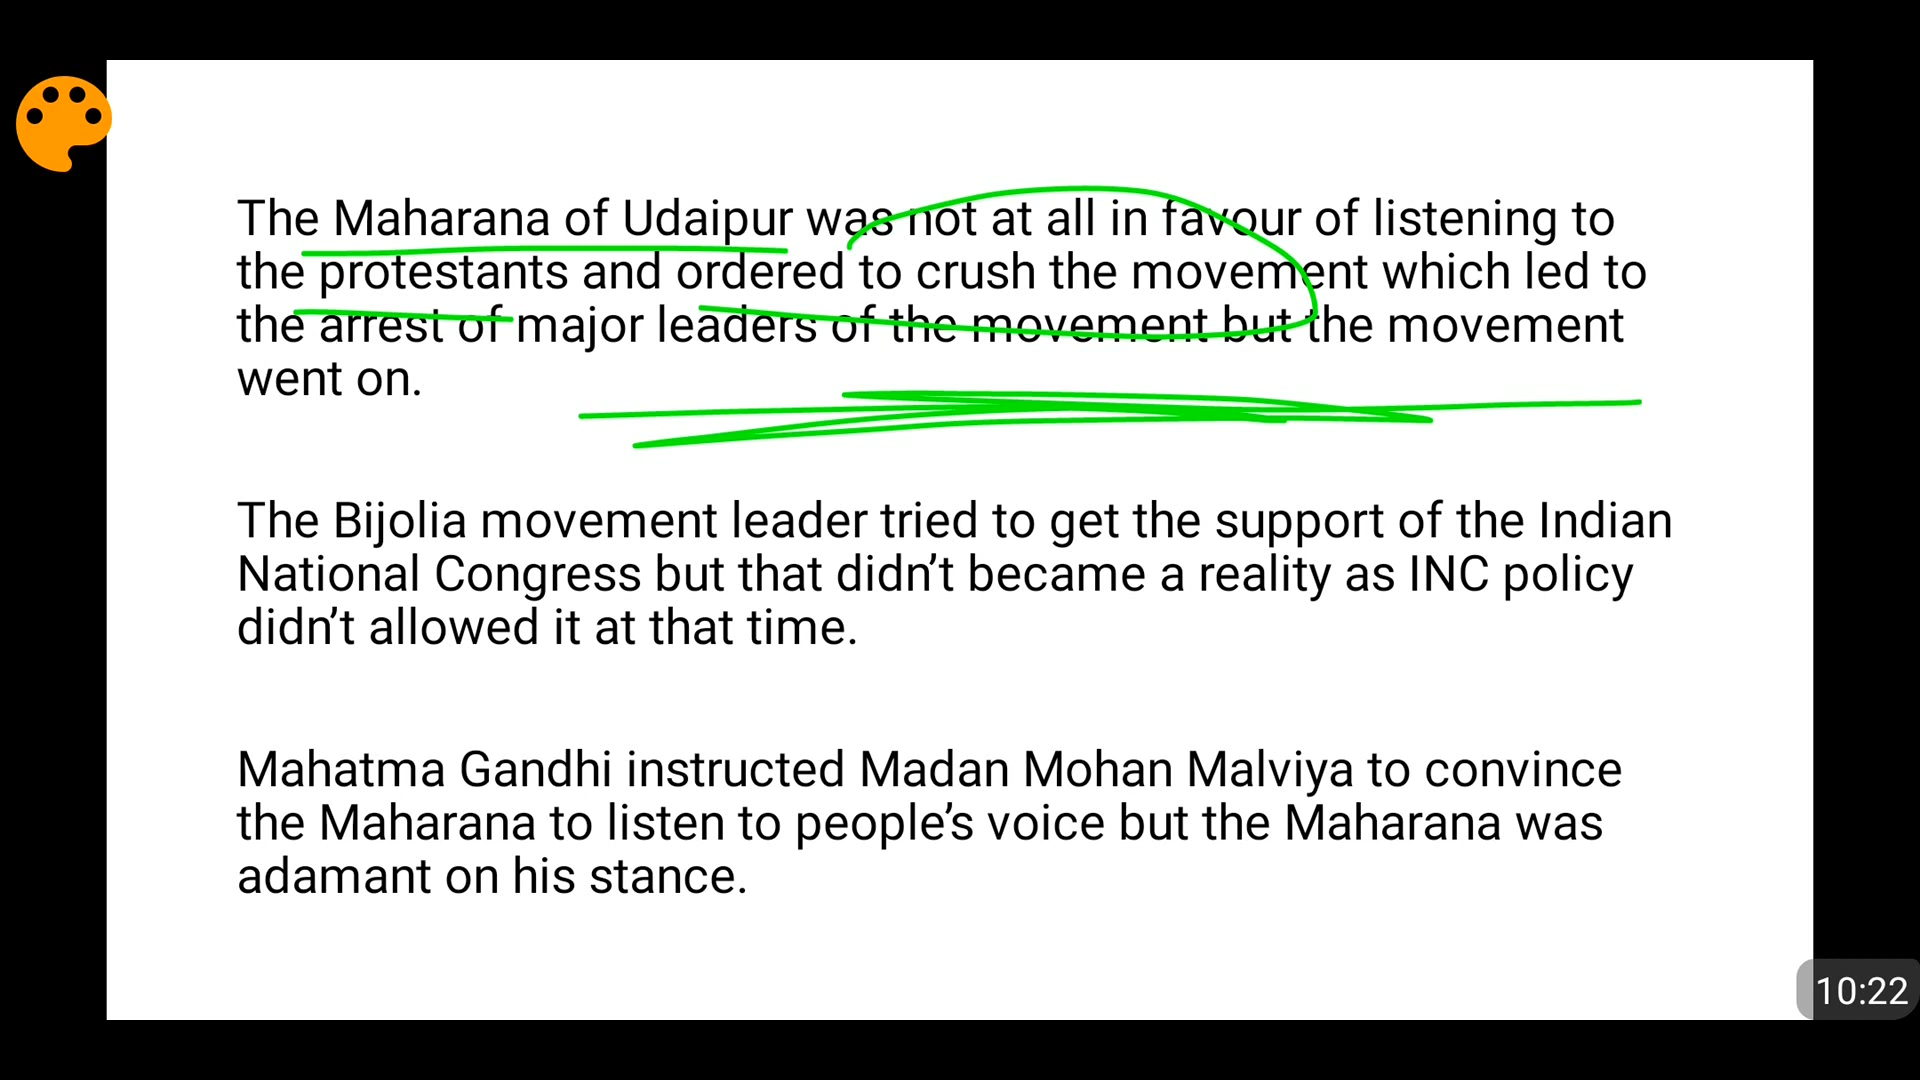 The Maharana of Udaipur was not at all in favour of listening to
the protestants and ordered to crush the movement which led to
the arrest of major leaders of the movement but the movement
went on.
The Bijolia movement leader tried to get the support of the Indian
National Congress but that didn’t became a reality as INC policy
didn’t allowed it at that time.
Mahatma Gandhi instructed Madan Mohan Malviya to convince
the Maharana to listen to people’s voice but the Maharana was
adamant on his stance.
10:22